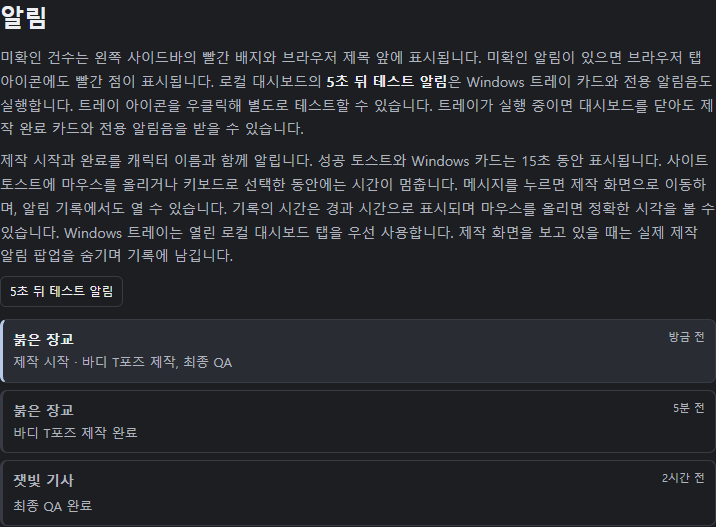 알림
미확인 건수는 왼쪽 사이드바의 빨간 배지와 브라우저 제목 앞에 표시됩니다. 미확인 알림이 있으면 브라우저 탭
아이콘에도 빨간 점이 표시됩니다. 로컬 대시보드의 5초 뒤 테스트 알림은 Windows 트레이 카드와 전용 알림음도
실행합니다. 트레이 아이콘을 우클릭해 별도로 테스트할 수 있습니다. 트레이가 실행 중이면 대시보드를 닫아도 제
작 완료 카드와 전용 알림음을 받을 수 있습니다.
제작 시작과 완료를 캐릭터 이름과 함께 알립니다. 성공 토스트와 Windows 카드는 15초 동안 표시됩니다. 사이트
토스트에 마우스를 올리거나 키보드로 선택한 동안에는 시간이 멈춥니다. 메시지를 누르면 제작 화면으로 이동하
며, 알림 기록에서도 열 수 있습니다. 기록의 시간은 경과 시간으로 표시되며 마우스를 올리면 정확한 시각을 볼 수
있습니다. Windows 트레이는 열린 로컬 대시보드 탭을 우선 사용합니다. 제작 화면을 보고 있을 때는 실제 제작
알림 팝업을 숨기며 기록에 남깁니다.
5초 뒤 테스트 알림
붉은 장교 방금 전
제작 시작 · 바디 T포즈 제작, 최종 QA
붉은 장교 5분 전
바디 T포즈 제작 완료
잿빛 기사 2시간 전
최종 QA 완료